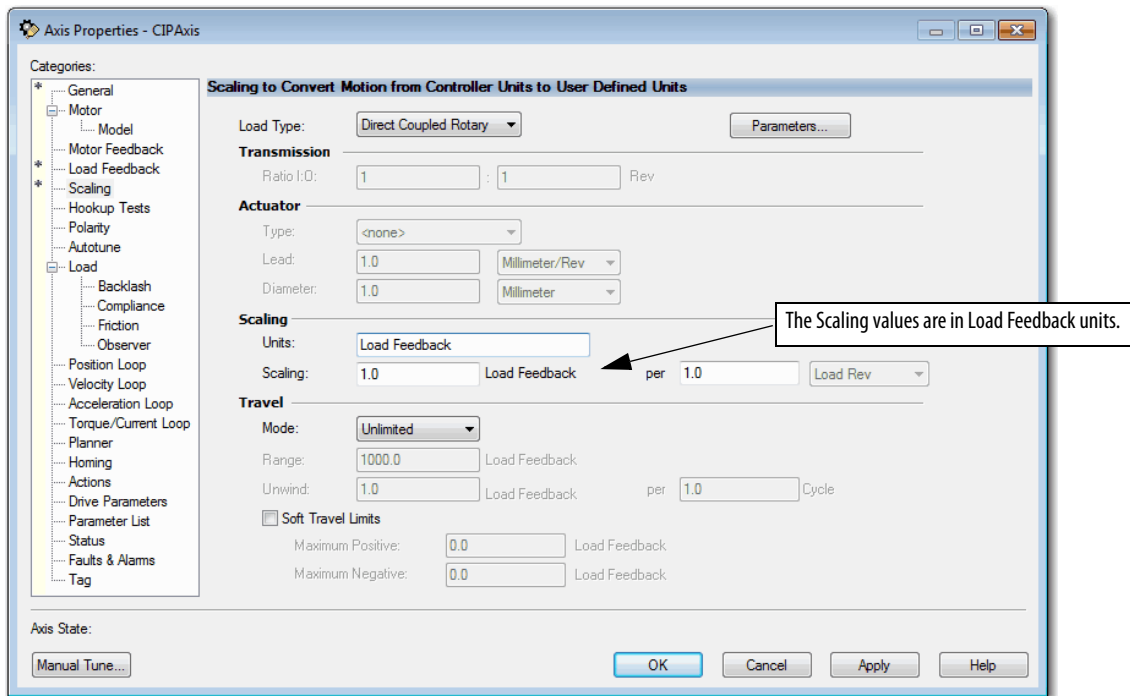 Axis Properties - CIPAxis
Categories:
* General
Motor
Model
Motor Feedback
* Load Feedback
* Scaling
Hookup Tests
Polarity
Autotune
Load
Backlash
Compliance
Friction
Observer
Position Loop
Velocity Loop
Acceleration Loop
Torque/Current Loop
Planner
Homing
Actions
Drive Parameters
Parameter List
Status
Faults & Alarms
Tag
Scaling to Convert Motion from Controller Units to User Defined Units
Load Type: Direct Coupled Rotary Parameters...
Transmission
Ratio I:O: 1 : 1 Rev
Actuator
Type: <none>
Lead: 1.0 Millimeter/Rev
Diameter: 1.0 Millimeter
Scaling
Units: Load Feedback
Scaling: 1.0 Load Feedback per 1.0 Load Rev
The Scaling values are in Load Feedback units.
Travel
Mode: Unlimited
Range: 1000.0 Load Feedback
Unwind: 1.0 Load Feedback per 1.0 Cycle
Soft Travel Limits
Maximum Positive: 0.0 Load Feedback
Maximum Negative: 0.0 Load Feedback
Axis State:
Manual Tune... OK Cancel Apply Help